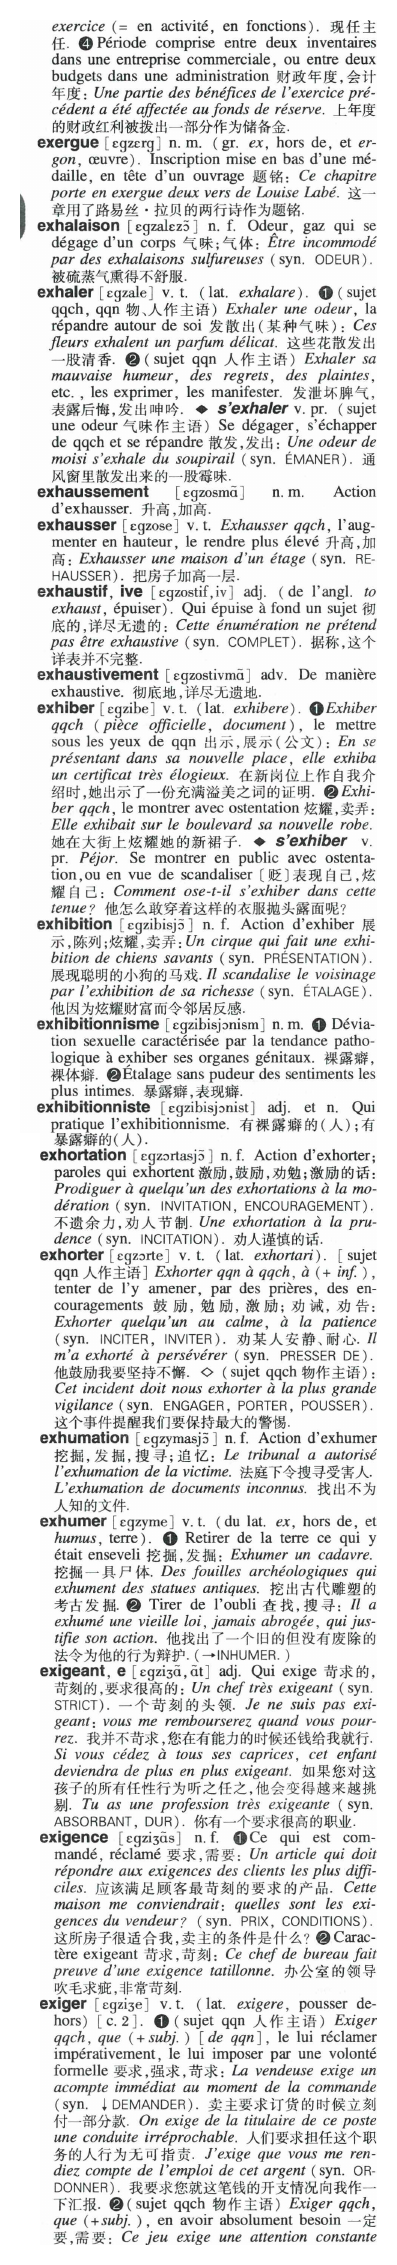 exercice (= en activité, en fonctions). 现任主
任. ❹ Période comprise entre deux inventaires
dans une entreprise commerciale, ou entre deux
budgets dans une administration 财政年度,会计
年度: Une partie des bénéfices de l'exercice pré-
cédent a été affectée au fonds de réserve. 上年度
的财政红利被拨出一部分作为储备金.
exergue [ɛgzɛrg] n. m. (gr. ex, hors de, et er-
gon, œuvre). Inscription mise en bas d'une mé-
daille, en tête d'un ouvrage 题铭: Ce chapitre
porte en exergue deux vers de Louise Labé. 这一
章用了路易丝·拉贝的两行诗作为题铭.
exhalaison [ɛgzalɛzɔ̃] n. f. Odeur, gaz qui se
dégage d'un corps 气味;气体: Être incommodé
par des exhalaisons sulfureuses (syn. ODEUR).
被硫蒸气熏得不舒服.
exhaler [ɛgzale] v. t. (lat. exhalare). ❶ (sujet
qqch, qqn 物、人作主语) Exhaler une odeur, la
répandre autour de soi 发散出(某种气味): Ces
fleurs exhalent un parfum délicat. 这些花散发出
一股清香. ❷ (sujet qqn 人作主语) Exhaler sa
mauvaise humeur, des regrets, des plaintes,
etc., les exprimer, les manifester. 发泄坏脾气,
表露后悔,发出呻吟. ◆ s'exhaler v. pr. (sujet
une odeur 气味作主语) Se dégager, s'échapper
de qqch et se répandre 散发,发出: Une odeur de
moisi s'exhale du soupirail (syn. ÉMANER). 通
风窗里散发出来的一股霉味.
exhaussement [ɛgzosmɑ̃] n. m. Action
d'exhausser. 升高,加高.
exhausser [ɛgzose] v. t. Exhausser qqch, l'aug-
menter en hauteur, le rendre plus élevé 升高,加
高: Exhausser une maison d'un étage (syn. RE-
HAUSSER). 把房子加高一层.
exhaustif, ive [ɛgzostif,iv] adj. (de l'angl. to
exhaust, épuiser). Qui épuise à fond un sujet 彻
底的,详尽无遗的: Cette énumération ne prétend
pas être exhaustive (syn. COMPLET). 据称,这个
详表并不完整.
exhaustivement [ɛgzostivmɑ̃] adv. De manière
exhaustive. 彻底地,详尽无遗地.
exhiber [ɛgzibe] v. t. (lat. exhibere). ❶Exhiber
qqch (pièce officielle, document), le mettre
sous les yeux de qqn 出示,展示(公文): En se
présentant dans sa nouvelle place, elle exhiba
un certificat très élogieux. 在新岗位上作自我介
绍时,她出示了一份充满溢美之词的证明. ❷Exhi-
ber qqch, le montrer avec ostentation 炫耀,卖弄:
Elle exhibait sur le boulevard sa nouvelle robe.
她在大街上炫耀她的新裙子. ◆ s'exhiber v.
pr. Péjor. Se montrer en public avec ostenta-
tion,ou en vue de scandaliser [贬]表现自己,炫
耀自己: Comment ose-t-il s'exhiber dans cette
tenue? 他怎么敢穿着这样的衣服抛头露面呢?
exhibition [ɛgzibisjɔ̃] n. f. Action d'exhiber 展
示,陈列;炫耀,卖弄:Un cirque qui fait une exhi-
bition de chiens savants (syn. PRÉSENTATION).
展现聪明的小狗的马戏. Il scandalise le voisinage
par l'exhibition de sa richesse (syn. ÉTALAGE).
他因为炫耀财富而令邻居反感.
exhibitionnisme [ɛgzibisjɔnism] n. m. ❶ Dévia-
tion sexuelle caractérisée par la tendance patho-
logique à exhiber ses organes génitaux. 裸露癖,
裸体癖. ❷Étalage sans pudeur des sentiments les
plus intimes. 暴露癖,表现癖.
exhibitionniste [ɛgzibisjɔnist] adj. et n. Qui
pratique l'exhibitionnisme. 有裸露癖的(人);有
暴露癖的(人).
exhortation [ɛgzɔrtasjɔ̃] n. f. Action d'exhorter;
paroles qui exhortent 激励,鼓励,劝勉;激励的话:
Prodiguer à quelqu'un des exhortations à la mo-
dération (syn. INVITATION, ENCOURAGEMENT).
不遗余力,劝人节制. Une exhortation à la pru-
dence (syn. INCITATION). 劝人谨慎的话.
exhorter [ɛgzɔrte] v. t. (lat. exhortari). [sujet
qqn 人作主语] Exhorter qqn à qqch, à (+ inf.),
tenter de l'y amener, par des prières, des en-
couragements 鼓励,勉励,激励;劝诫,劝告:
Exhorter quelqu'un au calme, à la patience
(syn. INCITER, INVITER). 劝某人安静、耐心. Il
m'a exhorté à persévérer (syn. PRESSER DE).
他鼓励我要坚持不懈. ◇ (sujet qqch 物作主语):
Cet incident doit nous exhorter à la plus grande
vigilance (syn. ENGAGER, PORTER, POUSSER).
这个事件提醒我们要保持最大的警惕.
exhumation [ɛgzymasjɔ̃] n. f. Action d'exhumer
挖掘,发掘,搜寻;追忆: Le tribunal a autorisé
l'exhumation de la victime. 法庭下令搜寻受害人.
L'exhumation de documents inconnus. 找出不为
人知的文件.
exhumer [ɛgzyme] v. t. (du lat. ex, hors de, et
humus, terre). ❶ Retirer de la terre ce qui y
était enseveli 挖掘,发掘: Exhumer un cadavre.
挖掘一具尸体. Des fouilles archéologiques qui
exhument des statues antiques. 挖出古代雕塑的
考古发掘. ❷ Tirer de l'oubli 查找,搜寻: Il a
exhumé une vieille loi, jamais abrogée, qui jus-
tifie son action. 他找出了一个旧的但没有废除的
法令为他的行为辩护. (→INHUMER.)
exigeant, e [ɛgziʒɑ̃, ɑ̃t] adj. Qui exige 苛求的,
苛刻的,要求很高的: Un chef très exigeant (syn.
STRICT). 一个苛刻的头领. Je ne suis pas exi-
geant: vous me rembourserez quand vous pour-
rez. 我并不苛求,您在有能力的时候还钱给我就行.
Si vous cédez à tous ses caprices, cet enfant
deviendra de plus en plus exigeant. 如果您对这
孩子的所有任性行为听之任之,他会变得越来越挑
剔. Tu as une profession très exigeante (syn.
ABSORBANT, DUR). 你有一个要求很高的职业.
exigence [ɛgziʒɑ̃s] n. f. ❶Ce qui est com-
mandé, réclamé 要求,需要: Un article qui doit
répondre aux exigences des clients les plus diffi-
ciles. 应该满足顾客最苛刻的要求的产品. Cette
maison me conviendrait: quelles sont les exi-
gences du vendeur? (syn. PRIX, CONDITIONS).
这所房子很适合我,卖主的条件是什么? ❷ Carac-
tère exigeant 苛求,苛刻: Ce chef de bureau fait
preuve d'une exigence tatillonne. 办公室的领导
吹毛求疵,非常苛刻.
exiger [ɛgziʒe] v. t. (lat. exigere, pousser de-
hors) [c. 2]. ❶ (sujet qqn 人作主语) Exiger
qqch, que (+subj.) [de qqn], le lui réclamer
impérativement, le lui imposer par une volonté
formelle 要求,强求,苛求: La vendeuse exige un
acompte immédiat au moment de la commande
(syn. ↓DEMANDER). 卖主要求订货的时候立刻
付一部分款. On exige de la titulaire de ce poste
une conduite irréprochable. 人们要求担任这个职
务的人行为无可指责. J'exige que vous me ren-
diez compte de l'emploi de cet argent (syn. OR-
DONNER). 我要求您就这笔钱的开支情况向我作一
下汇报. ❷(sujet qqch 物作主语) Exiger qqch,
que (+subj.), en avoir absolument besoin 一定
要,需要: Ce jeu exige une attention constante